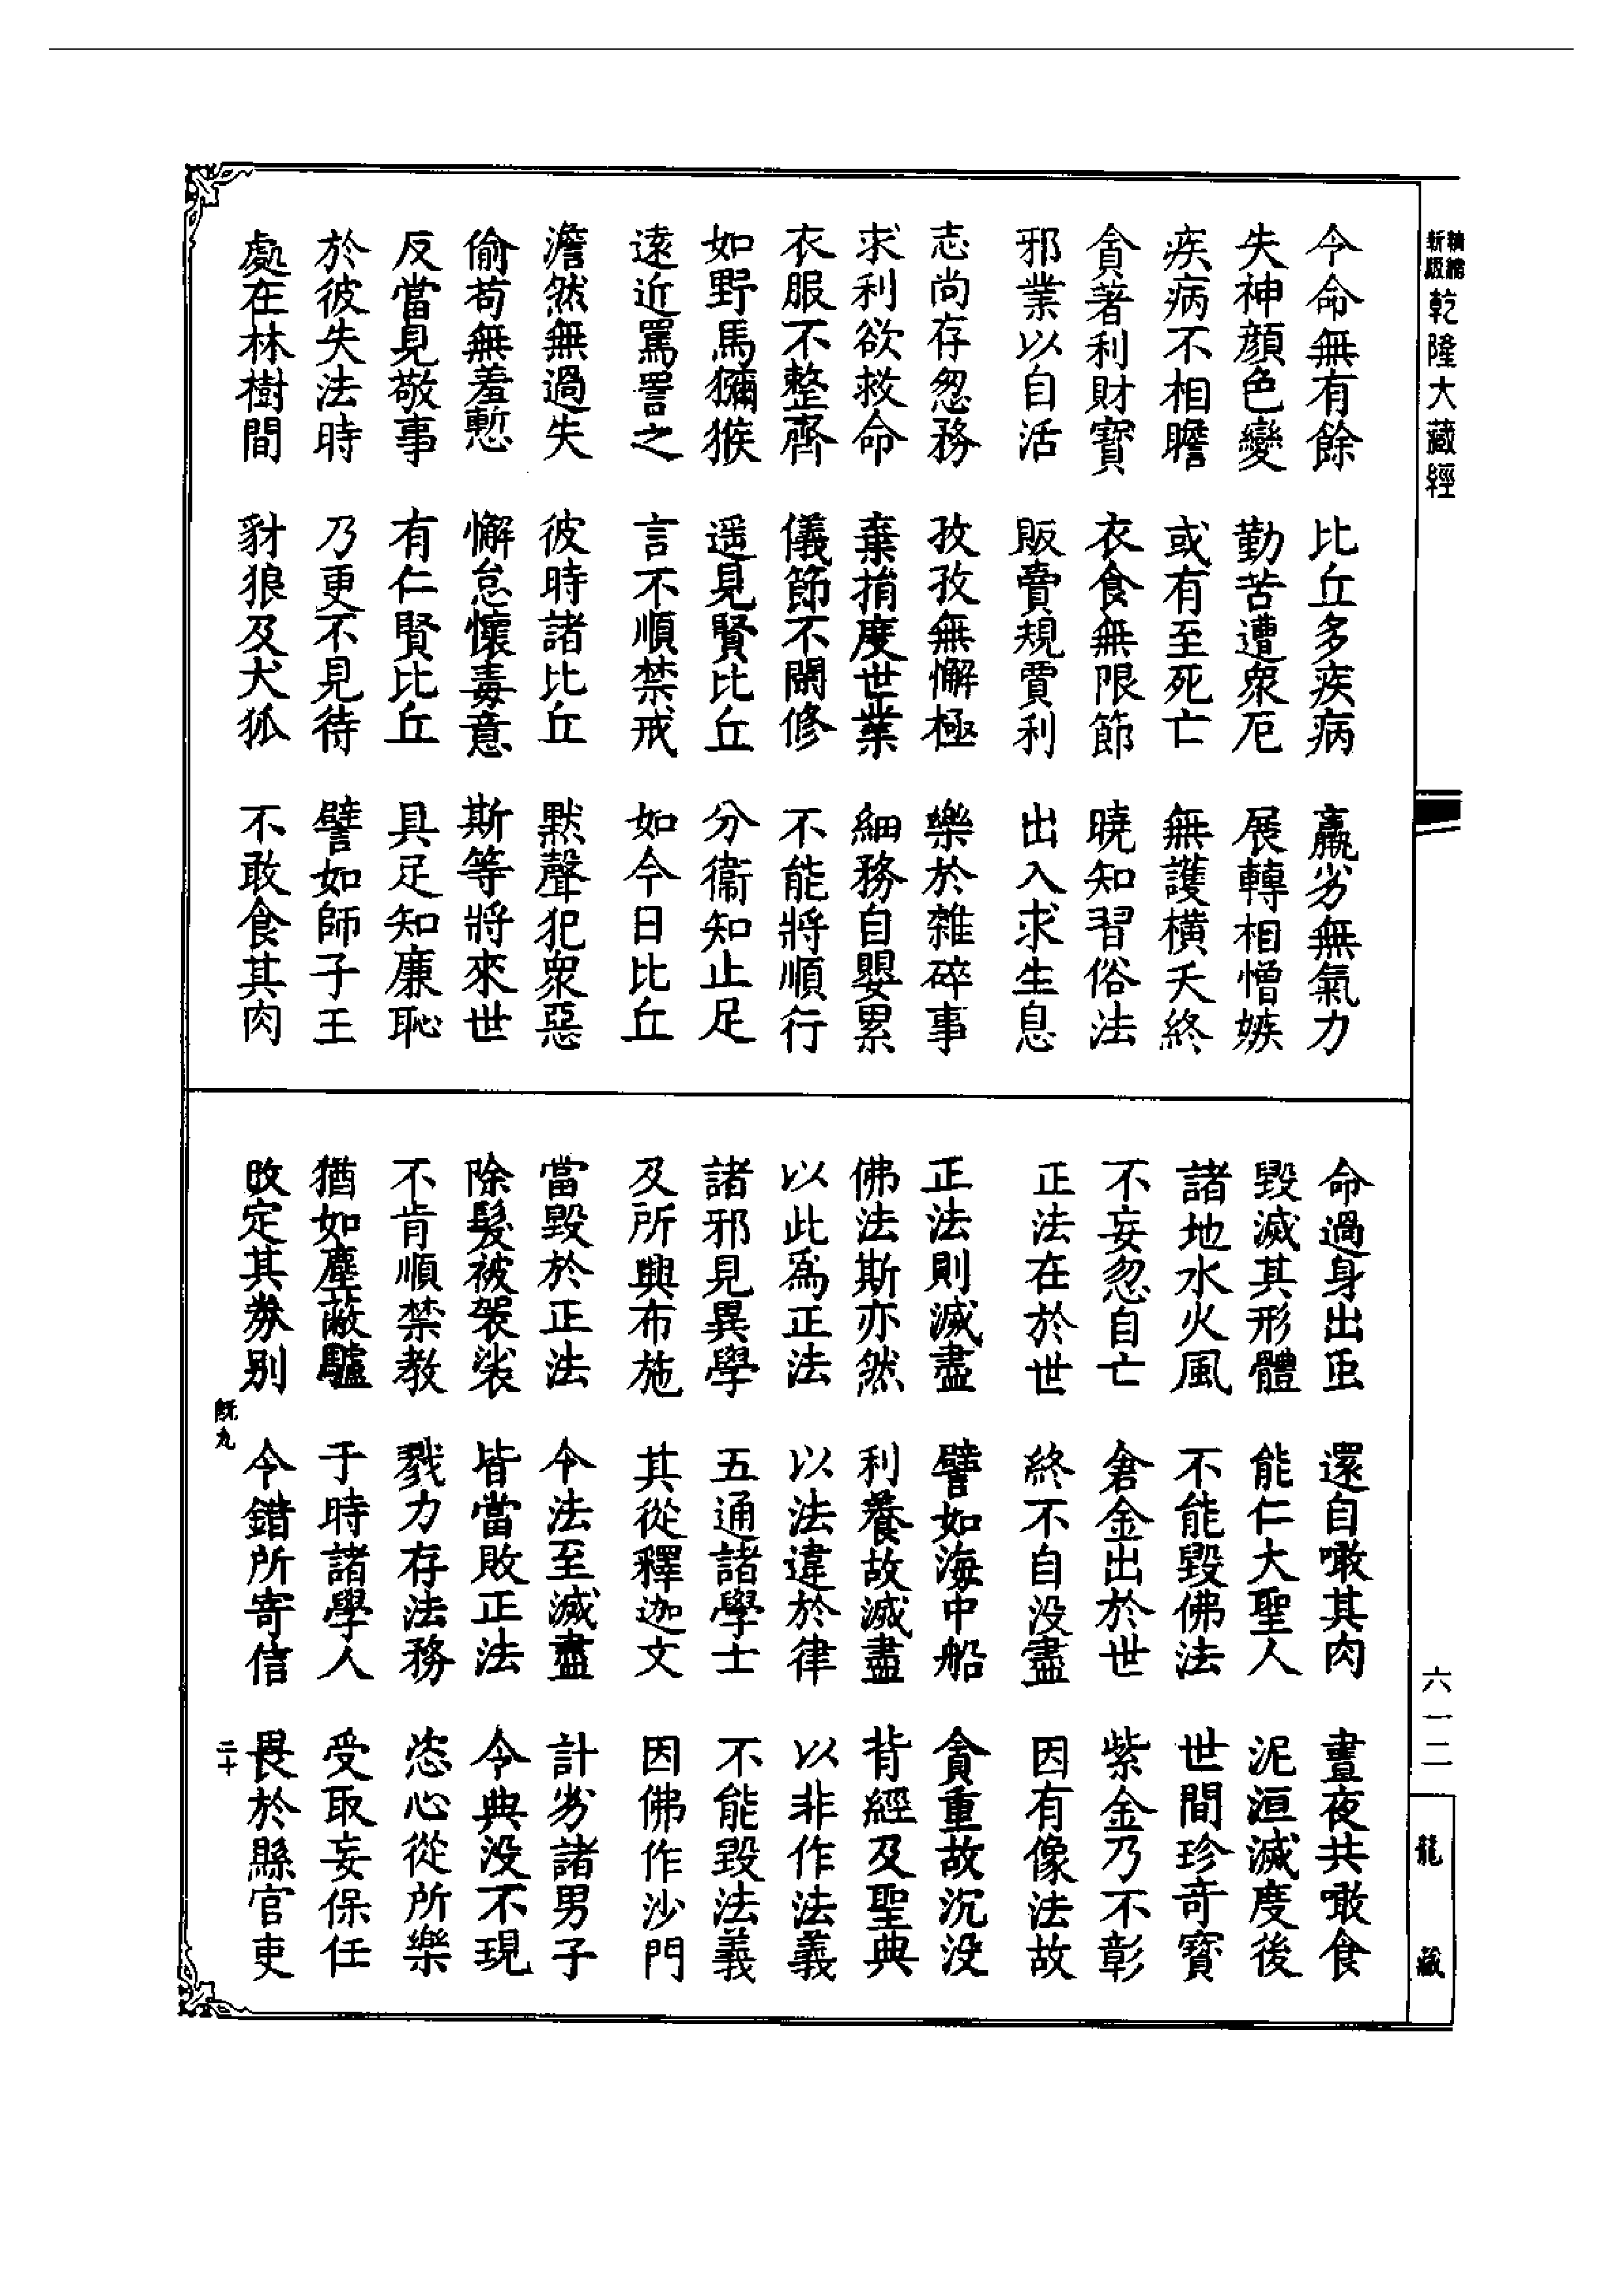 精縮新版乾隆大藏經
今命無有餘 比丘多疾病 羸劣無氣力
失神顔色變 勤苦遭衆厄 展轉相憎嫉
疾病不相瞻 或有至死亡 無護橫夭終
貪著利財寳 衣食無限節 曉知習俗法
邪業以自活 販賣規賈利 出入求生息
志尚存怱務 孜孜無懈極 樂於雜碎事
求利欲救命 棄捐度世業 細務自嬰累
衣服不整齊 儀節不閑修 不能將順行
如野馬獼猴 遥見賢比丘 分衞知止足
遠近罵詈之 言不順禁戒 如今日比丘
澹然無過失 彼時諸比丘 黙聲犯衆惡
偷苟無羞慙 懈怠懷毒意 斯等將來世
反當見敬事 有仁賢比丘 具足知廉恥
於彼失法時 乃更不見待 譬如師子王
處在林樹間 豺狼及犬狐 不敢食其肉
命過身出䖝 還自噉其肉 晝夜共噉食
毀滅其形體 能仁大聖人 泥洹滅度後
諸地水火風 不能毀佛法 世間珍奇寳
不妄忽自亡 倉金出於世 紫金乃不彰
正法在於世 終不自没盡 因有像法故
正法則滅盡 譬如海中船 貪重故沉没
佛法斯亦然 利養故滅盡 背經及聖典
以此爲正法 以法違於律 以非作法義
諸邪見異學 五通諸學士 不能毀法義
及所興布施 其從釋迦文 因佛作沙門
當毀於正法 今法至滅盡 計劣諸男子
除髮被袈裟 皆當敗正法 令典没不現
不肯順禁教 戮力存法務 恣心從所樂
猶如塵蔽驢 于時諸學人 受取妄保任
改定其券別 今錯所寄信 畏於縣官吏
既九 二十
六一二
龍藏